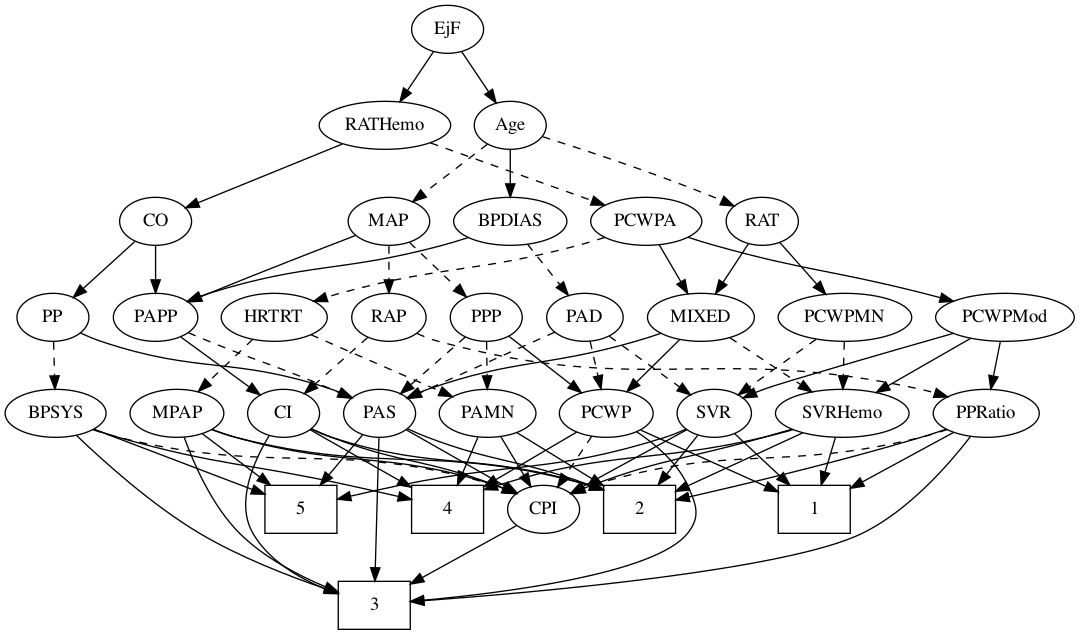 EjF
RATHemo
Age
CO
MAP
BPDIAS
PCWPA
RAT
PP
PAPP
HRTRT
RAP
PPP
PAD
MIXED
PCWPMN
PCWPMod
BPSYS
MPAP
CI
PAS
PAMN
PCWP
SVR
SVRHemo
PPRatio
5
4
CPI
2
1
3